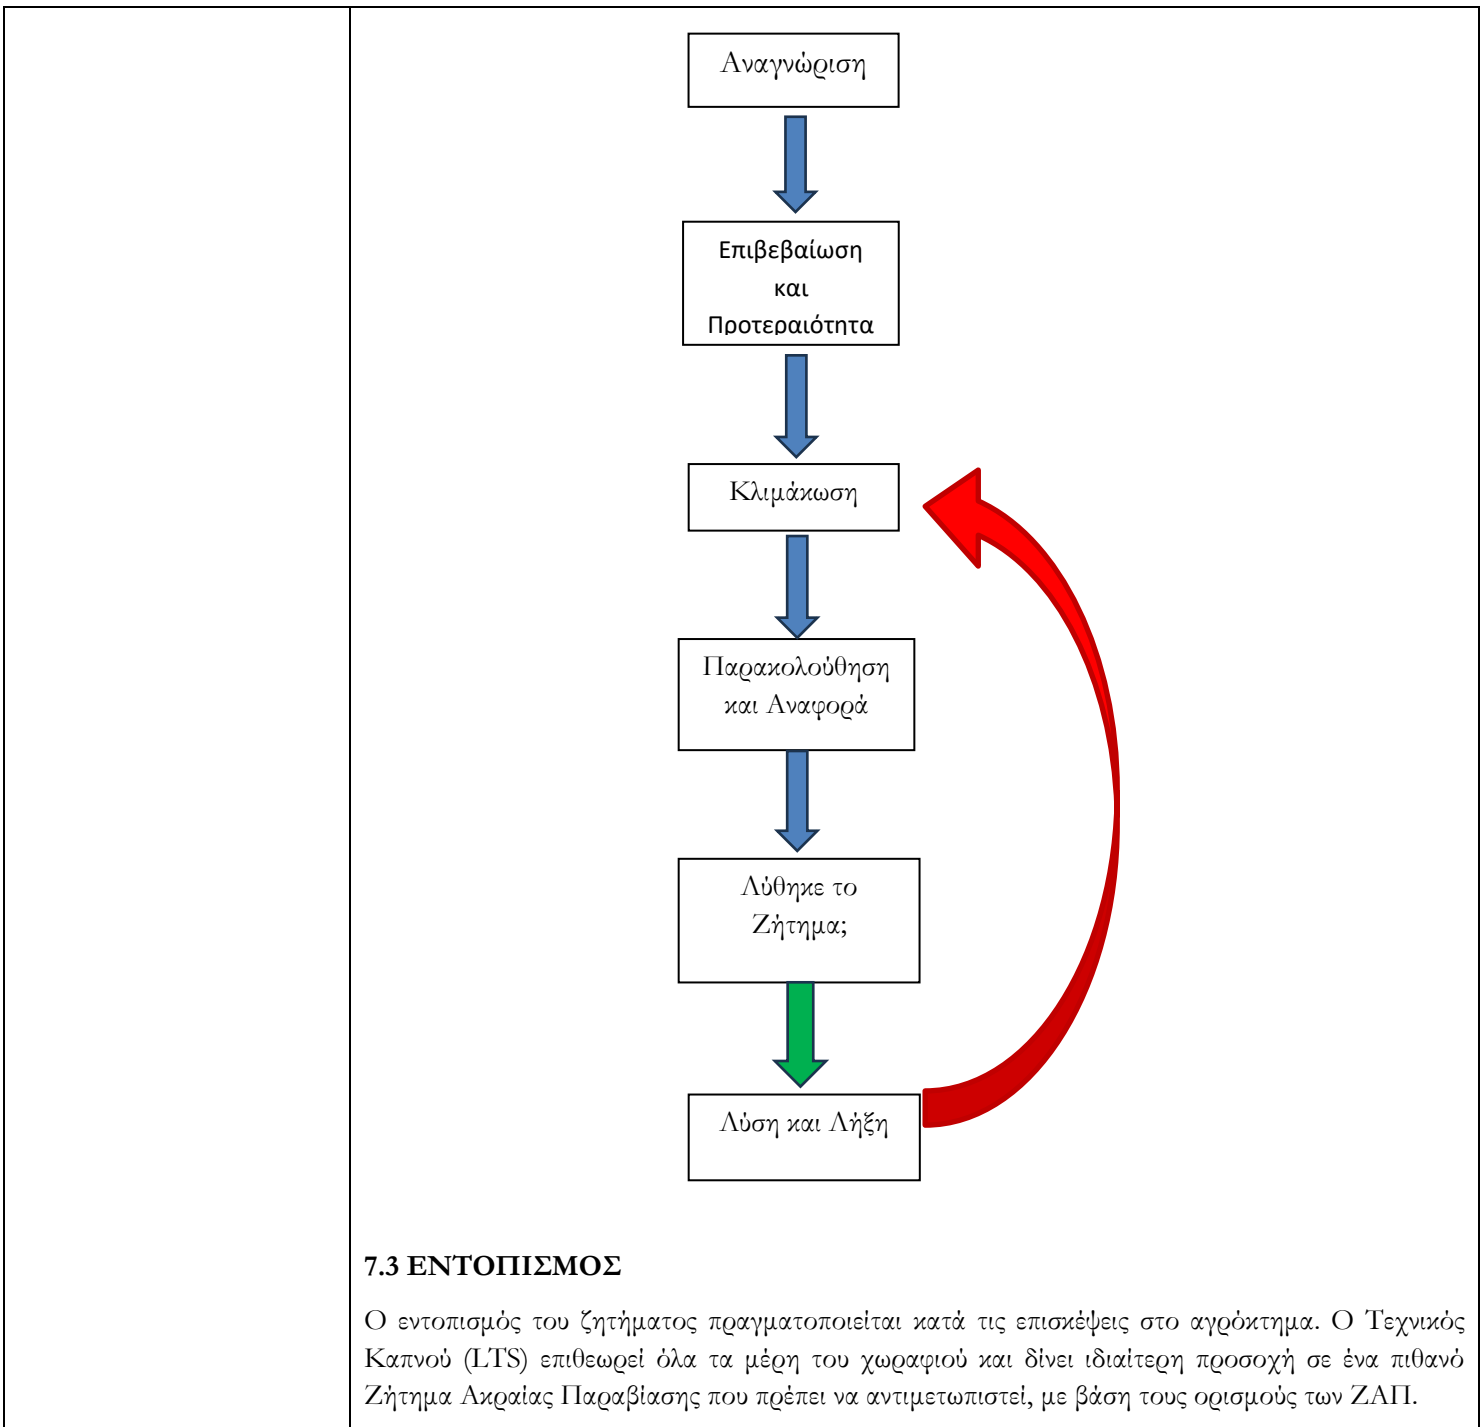 Αναγνώριση
Επιβεβαίωση
και
Προτεραιότητα
Κλιμάκωση
Παρακολούθηση
και Αναφορά
Λύθηκε το
Ζήτημα;
Λύση και Λήξη
7.3 ΕΝΤΟΠΙΣΜΟΣ
Ο εντοπισμός του ζητήματος πραγματοποιείται κατά τις επισκέψεις στο αγρόκτημα. Ο Τεχνικός
Καπνού (LTS) επιθεωρεί όλα τα μέρη του χωραφιού και δίνει ιδιαίτερη προσοχή σε ένα πιθανό
Ζήτημα Ακραίας Παραβίασης που πρέπει να αντιμετωπιστεί, με βάση τους ορισμούς των ΖΑΠ.